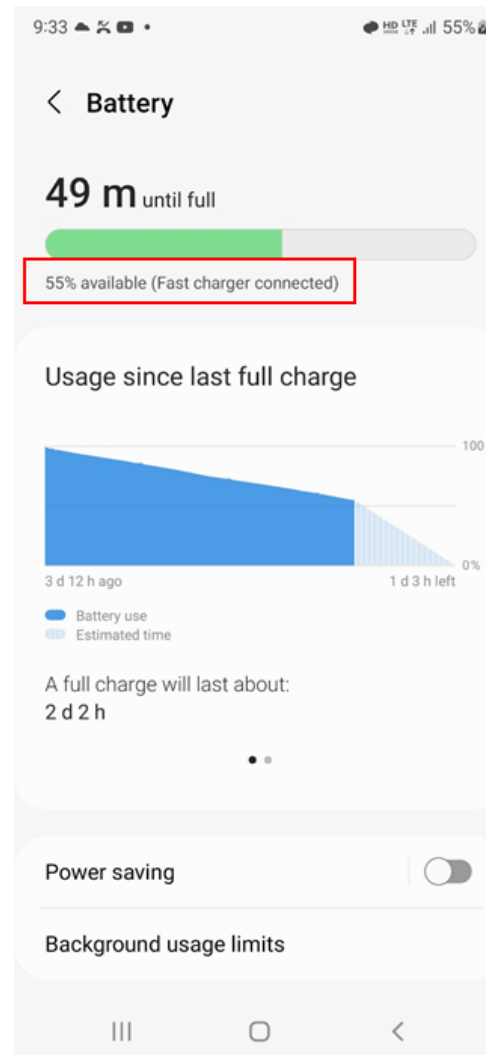 9:33
HD LTE 55%
Battery
49 m until full
55% available (Fast charger connected)
Usage since last full charge
100
0%
3 d 12 h ago 1 d 3 h left
Battery use
Estimated time
A full charge will last about:
2 d 2 h
Power saving
Background usage limits